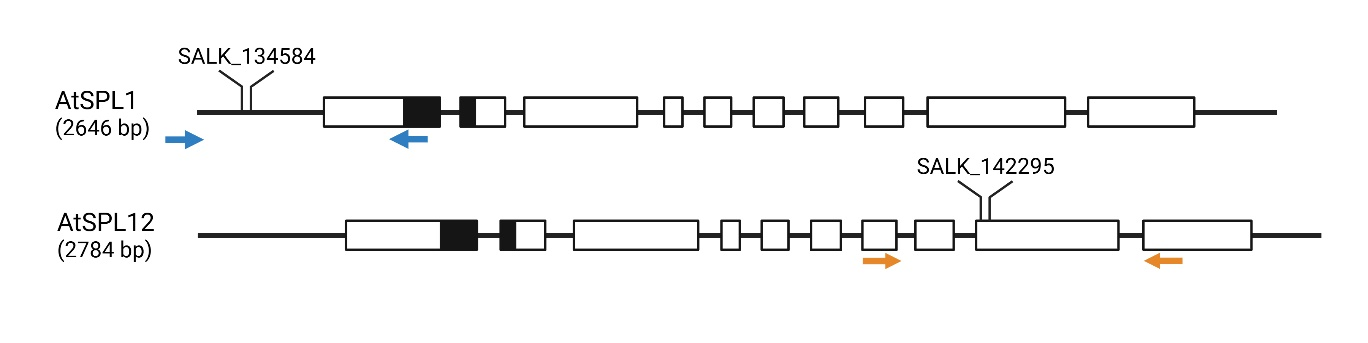 SALK_134584
AtSPL1
(2646 bp)
SALK_142295
AtSPL12
(2784 bp)